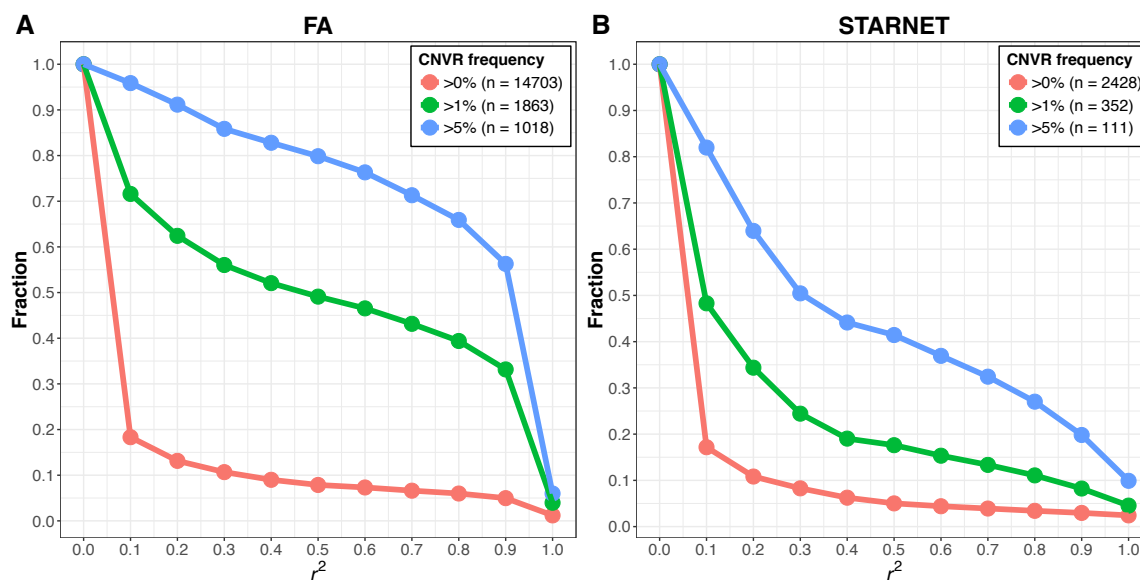 A
FA
CNVR frequency
>0% (n = 14703)
>1% (n = 1863)
>5% (n = 1018)
Fraction
1.0
0.9
0.8
0.7
0.6
0.5
0.4
0.3
0.2
0.1
0.0
0.0 0.1 0.2 0.3 0.4 0.5 0.6 0.7 0.8 0.9 1.0
r²
B
STARNET
CNVR frequency
>0% (n = 2428)
>1% (n = 352)
>5% (n = 111)
Fraction
1.0
0.9
0.8
0.7
0.6
0.5
0.4
0.3
0.2
0.1
0.0
0.0 0.1 0.2 0.3 0.4 0.5 0.6 0.7 0.8 0.9 1.0
r²